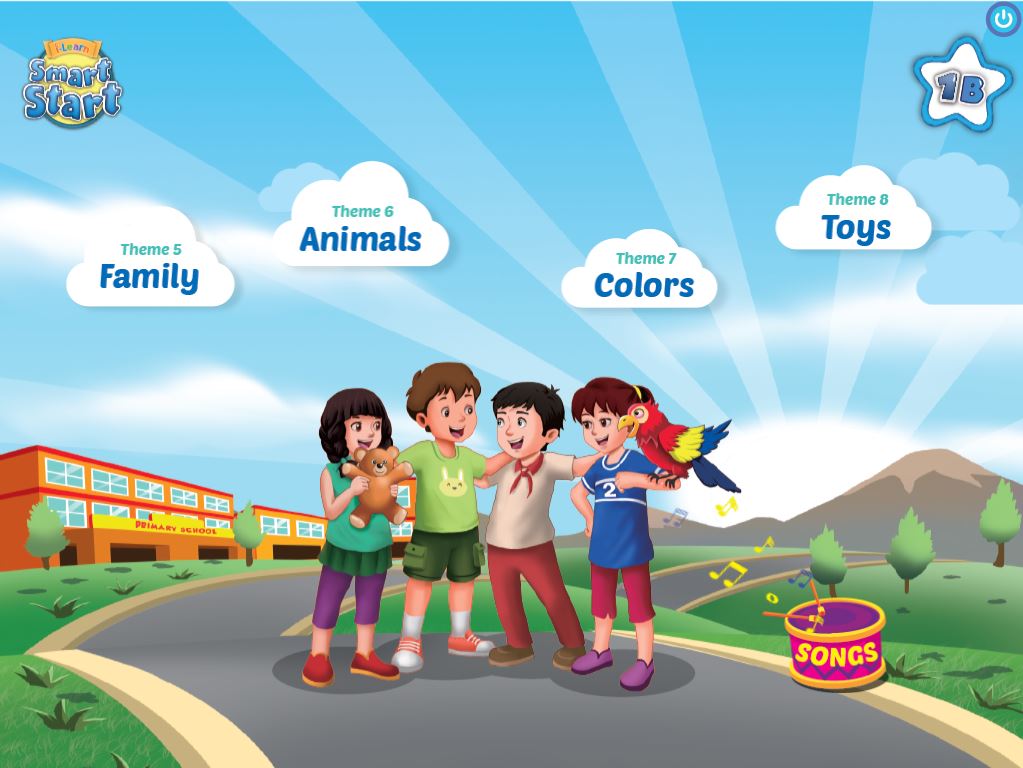 i-Learn
Smart
Start
1B
Theme 5
Family
Theme 6
Animals
Theme 7
Colors
Theme 8
Toys
PRIMARY SCHOOL
2
SONGS